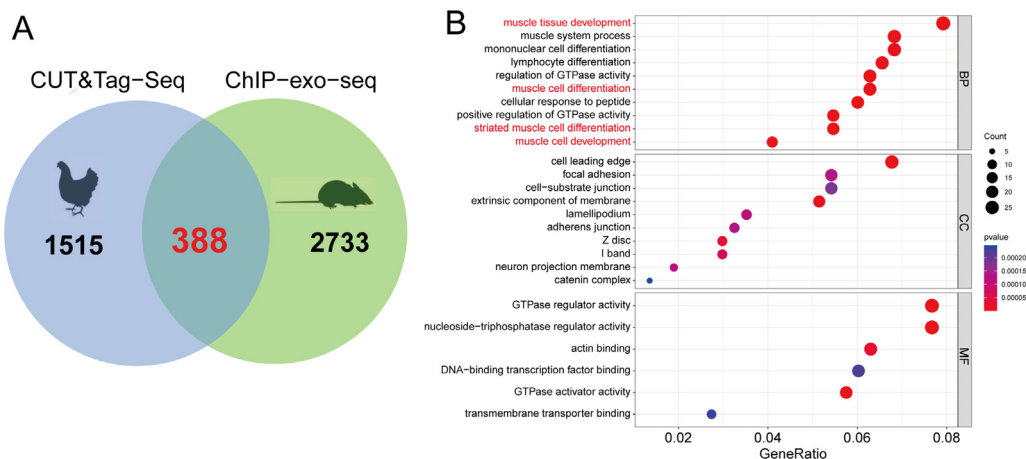 A
CUT&Tag-Seq
ChIP-exo-seq
1515
388
2733
B
muscle tissue development
muscle system process
mononuclear cell differentiation
lymphocyte differentiation
regulation of GTPase activity
muscle cell differentiation
cellular response to peptide
positive regulation of GTPase activity
striated muscle cell differentiation
muscle cell development
BP
cell leading edge
focal adhesion
cell-substrate junction
extrinsic component of membrane
lamellipodium
adherens junction
Z disc
I band
neuron projection membrane
catenin complex
CC
GTPase regulator activity
nucleoside-triphosphatase regulator activity
actin binding
DNA-binding transcription factor binding
GTPase activator activity
transmembrane transporter binding
MF
0.02
0.04
0.06
0.08
GeneRatio
Count
5
10
15
20
25
pvalue
0.00020
0.00015
0.00010
0.00005